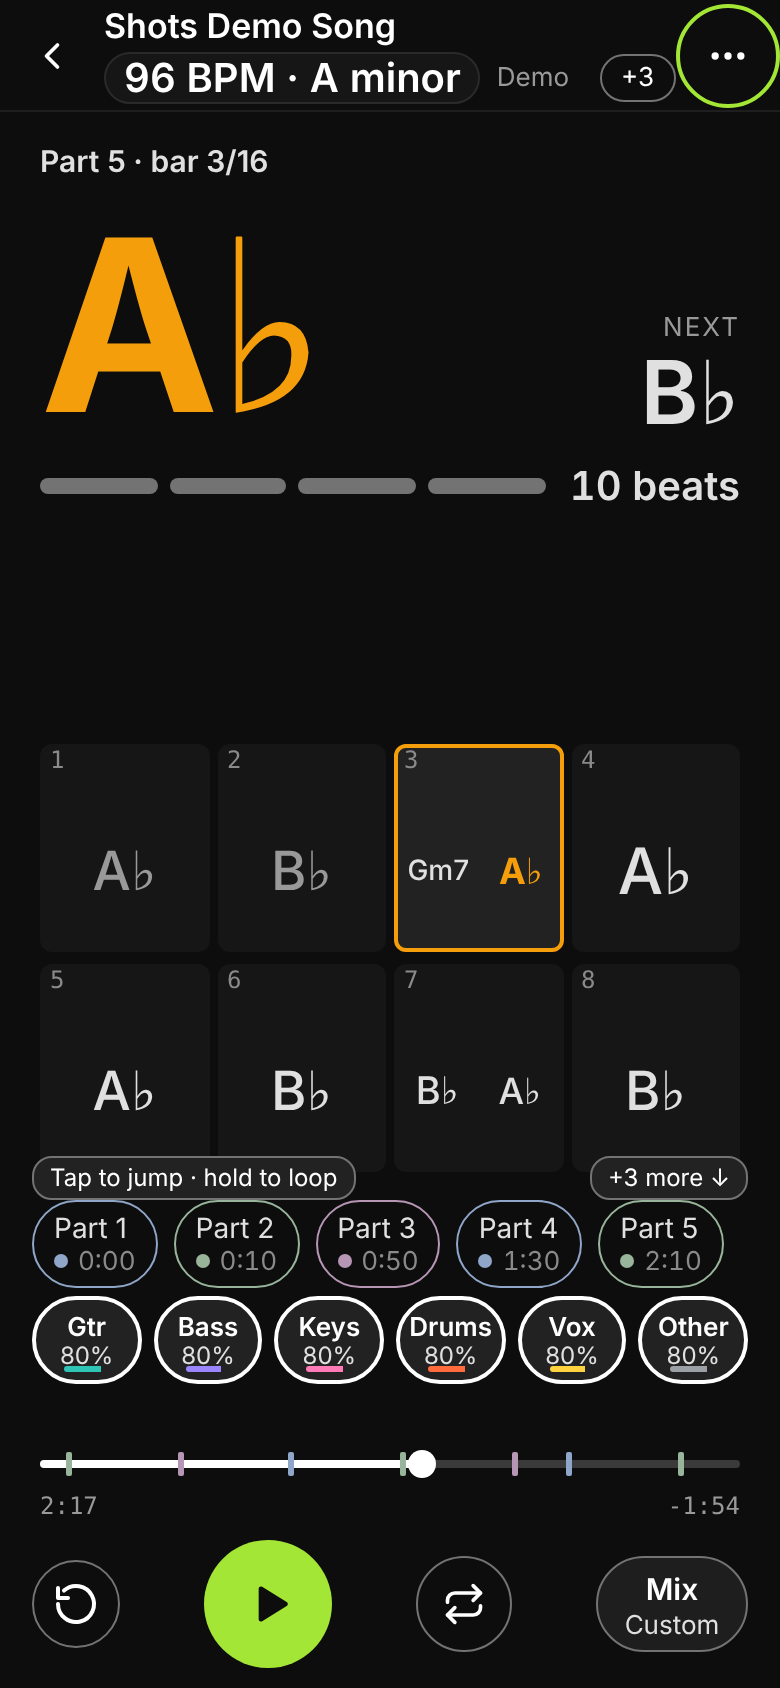 Shots Demo Song
96 BPM · A minor
Demo
+3
Part 5 · bar 3/16
A♭
NEXT
B♭
10 beats
1
2
3
4
A♭
B♭
Gm7 A♭
A♭
5
6
7
8
A♭
B♭
B♭ A♭
B♭
Tap to jump · hold to loop
+3 more ↓
Part 1
0:00
Part 2
0:10
Part 3
0:50
Part 4
1:30
Part 5
2:10
Gtr
80%
Bass
80%
Keys
80%
Drums
80%
Vox
80%
Other
80%
2:17
-1:54
Mix
Custom